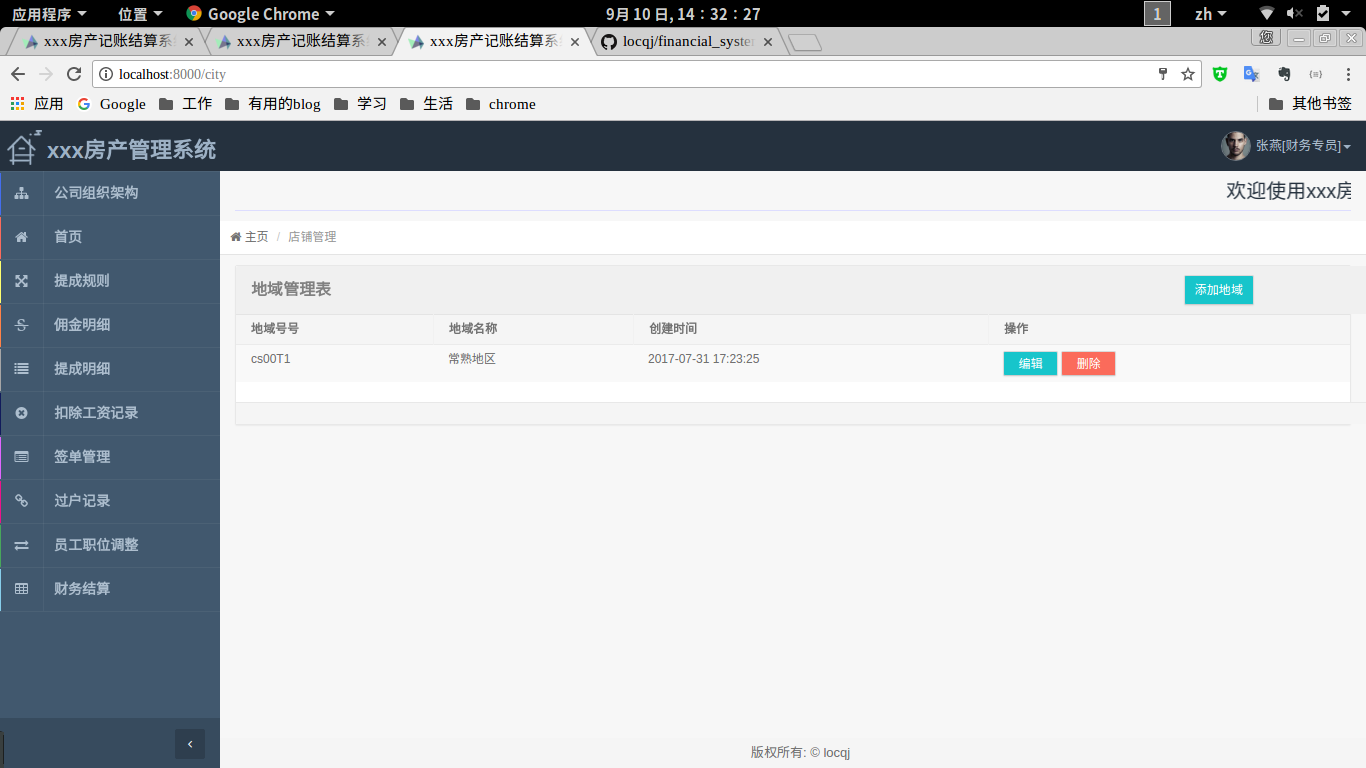 应用程序 位置 Google Chrome 9月 10 日, 14：32：27 1 zh
xxx房产记账结算系 xxx房产记账结算系 xxx房产记账结算系 locqj/financial_syste 您
localhost:8000/city
应用 Google 工作 有用的blog 学习 生活 chrome 其他书签
xxx房产管理系统 张燕[财务专员]
公司组织架构
首页
提成规则
佣金明细
提成明细
扣除工资记录
签单管理
过户记录
员工职位调整
财务结算
欢迎使用xxx房
主页 / 店铺管理
地域管理表 添加地域
地域号号 地域名称 创建时间 操作
cs00T1 常熟地区 2017-07-31 17:23:25 编辑 删除
版权所有: © locqj